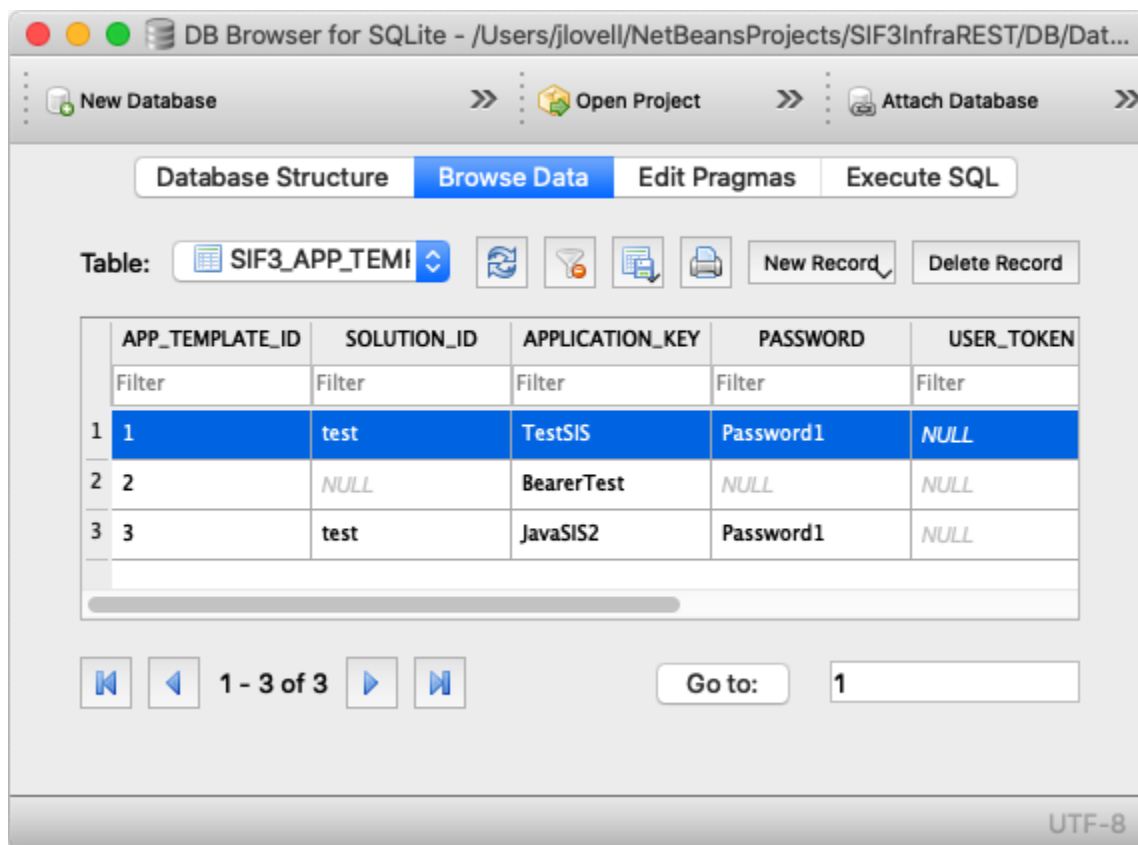 DB Browser for SQLite - /Users/jlovell/NetBeansProjects/SIF3InfraREST/DB/Dat...
New Database » Open Project » Attach Database »
Database Structure Browse Data Edit Pragmas Execute SQL
Table: SIF3_APP_TEMP New Record Delete Record
APP_TEMPLATE_ID SOLUTION_ID APPLICATION_KEY PASSWORD USER_TOKEN
Filter Filter Filter Filter Filter
1 1 test TestSIS Password1 NULL
2 2 NULL BearerTest NULL NULL
3 3 test JavaSIS2 Password1 NULL
1 - 3 of 3 Go to: 1
UTF-8